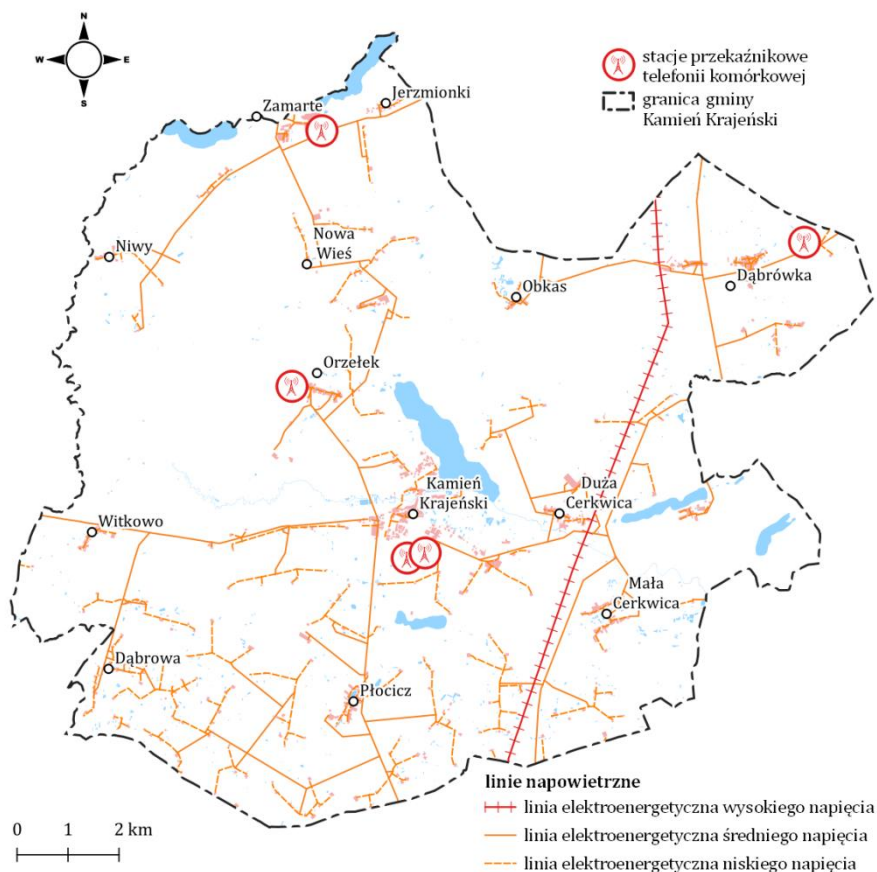 N
W E
S
stacje przekaźnikowe
telefonii komórkowej
granica gminy
Kamień Krajeński
Zamarte
Jerzmionki
Nowa
Wieś
Niwy
Obkas
Dąbrówka
Orzełek
Kamień
Krajeński
Duża
Cerkwica
Witkowo
Mała
Cerkwica
Dąbrowa
Płocicz
linie napowietrzne
linia elektroenergetyczna wysokiego napięcia
linia elektroenergetyczna średniego napięcia
linia elektroenergetyczna niskiego napięcia
0 1 2 km